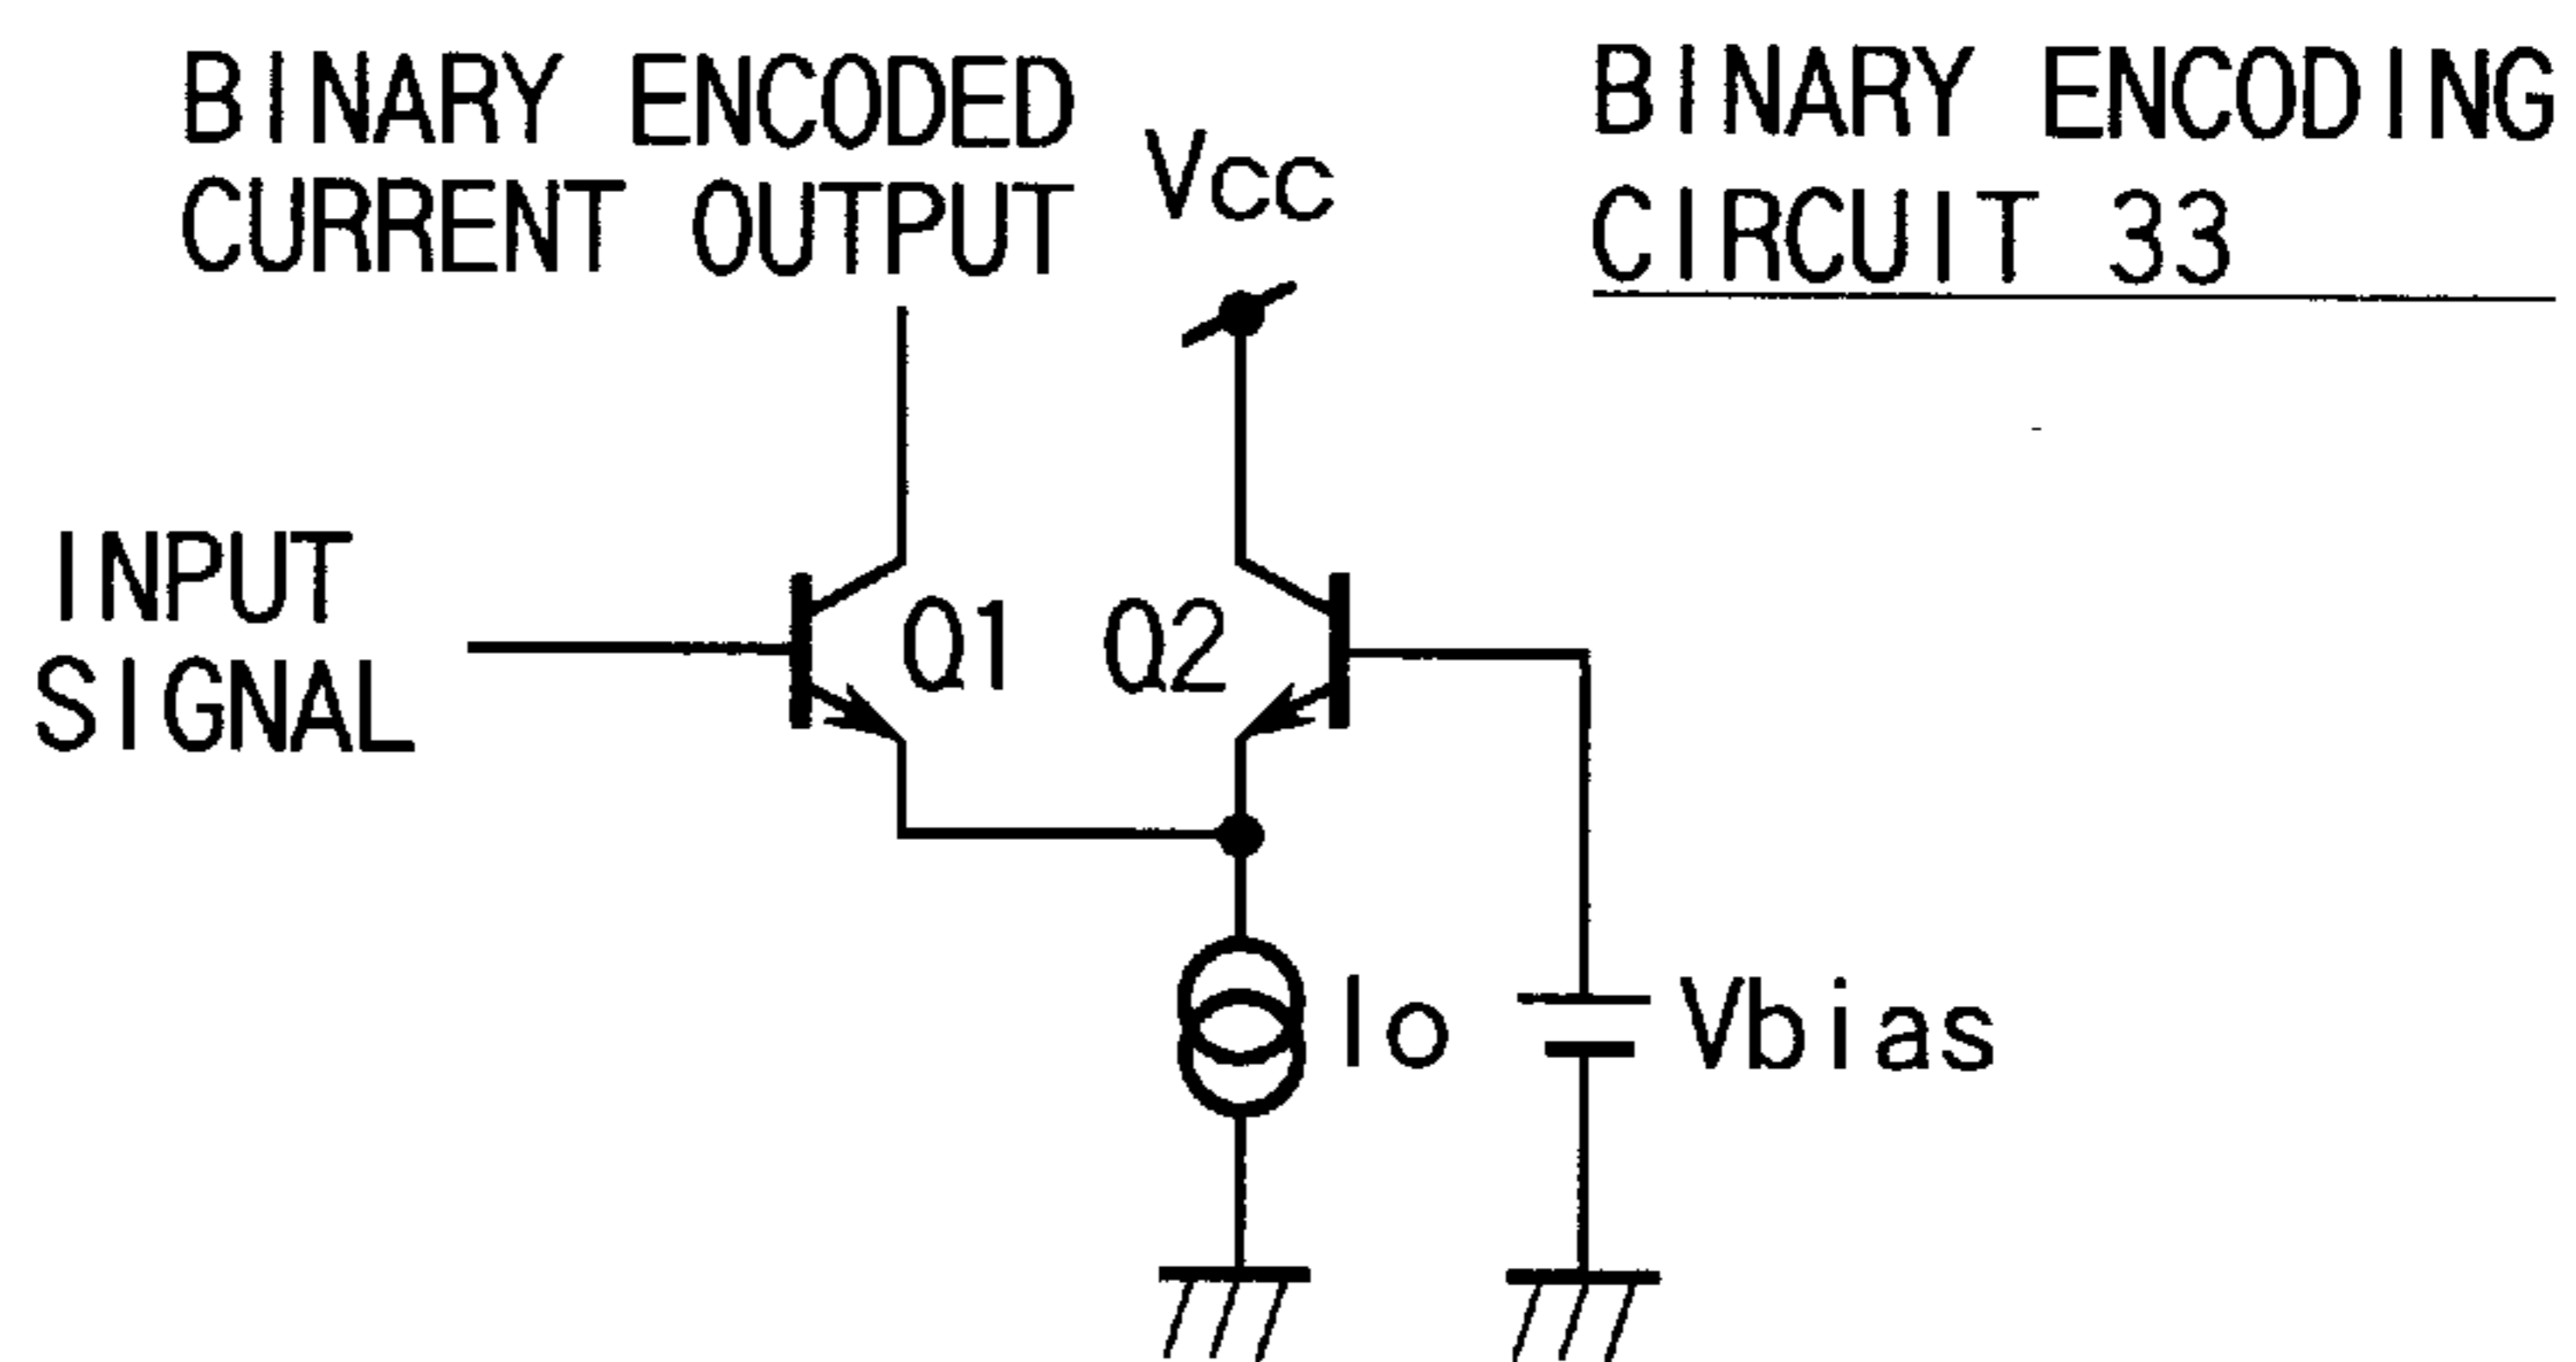 BINARY ENCODED
CURRENT OUTPUT
Vcc
BINARY ENCODING
CIRCUIT 33
INPUT
SIGNAL
Q1
Q2
Io
Vbias